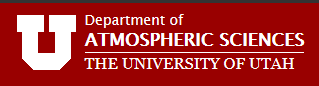 U
Department of
ATMOSPHERIC SCIENCES
THE UNIVERSITY OF UTAH